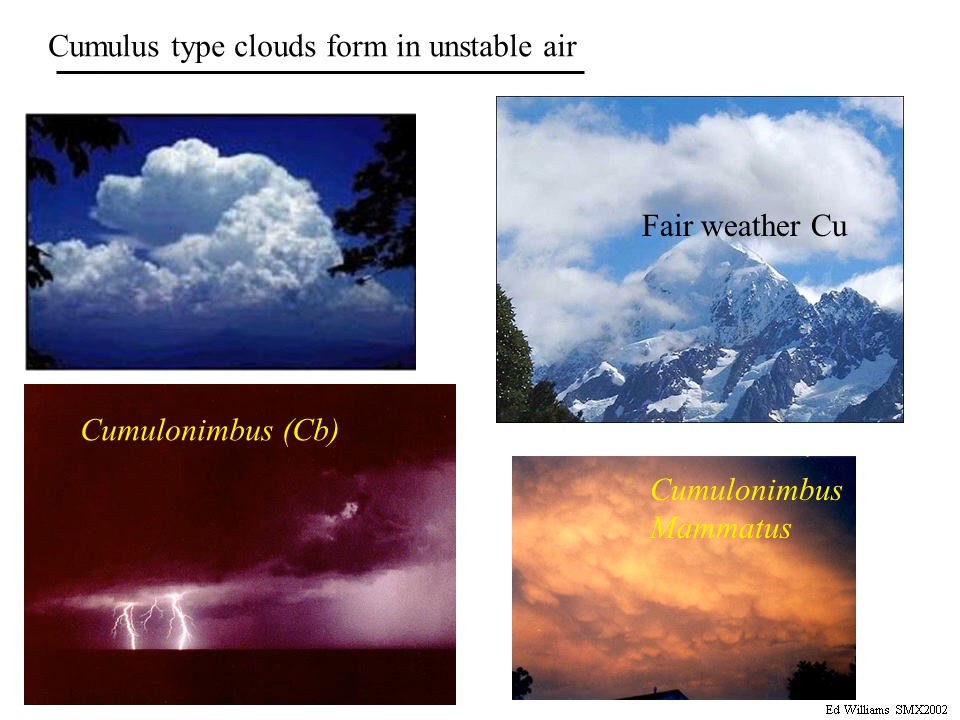 Cumulus type clouds form in unstable air
Fair weather Cu
Cumulonimbus (Cb)
Cumulonimbus
Mammatus
Ed Williams SMX2002